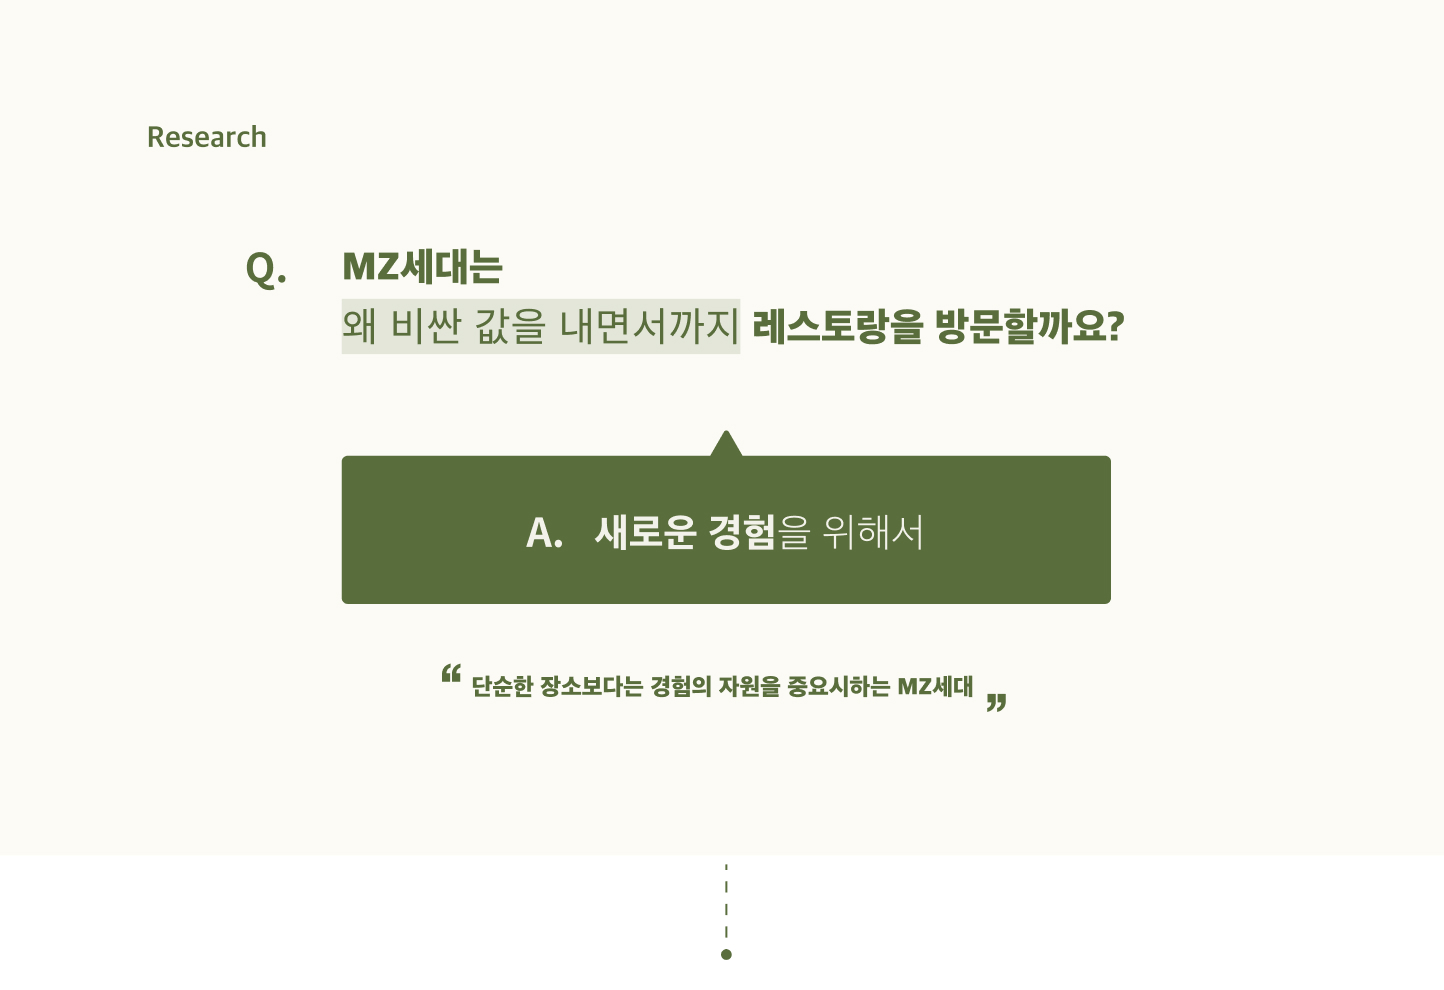 Research
Q. MZ세대는
왜 비싼 값을 내면서까지 레스토랑을 방문할까요?
A. 새로운 경험을 위해서
“ 단순한 장소보다는 경험의 자원을 중요시하는 MZ세대 ”